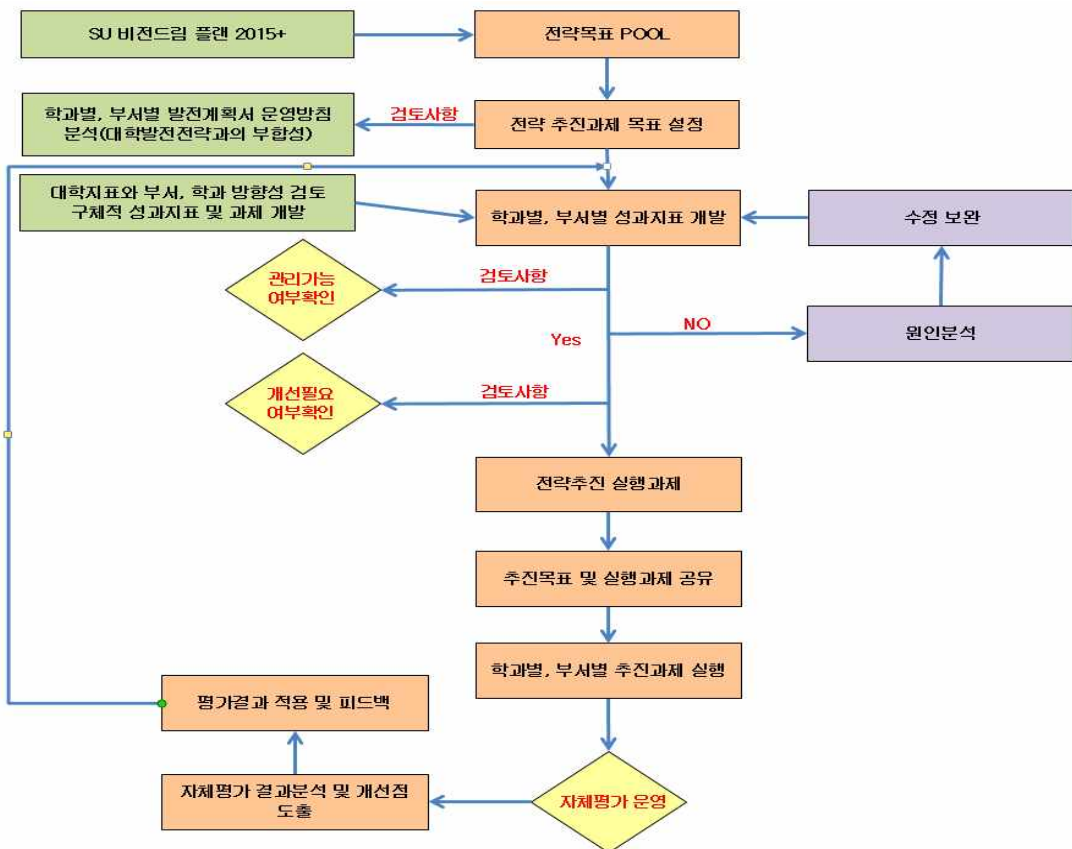 SU 비전드림 플랜 2015+
전략목표 POOL
학과별, 부서별 발전계획서 운영방침
분석(대학발전전략과의 부합성)
검토사항
전략 추진과제 목표 설정
대학지표와 부서, 학과 방향성 검토
구체적 성과지표 및 과제 개발
학과별, 부서별 성과지표 개발
수정 보완
관리가능
여부확인
검토사항
NO
원인분석
Yes
개선필요
여부확인
검토사항
전략추진 실행과제
추진목표 및 실행과제 공유
학과별, 부서별 추진과제 실행
평가결과 적용 및 피드백
자체평가 결과분석 및 개선점
도출
자체평가 운영